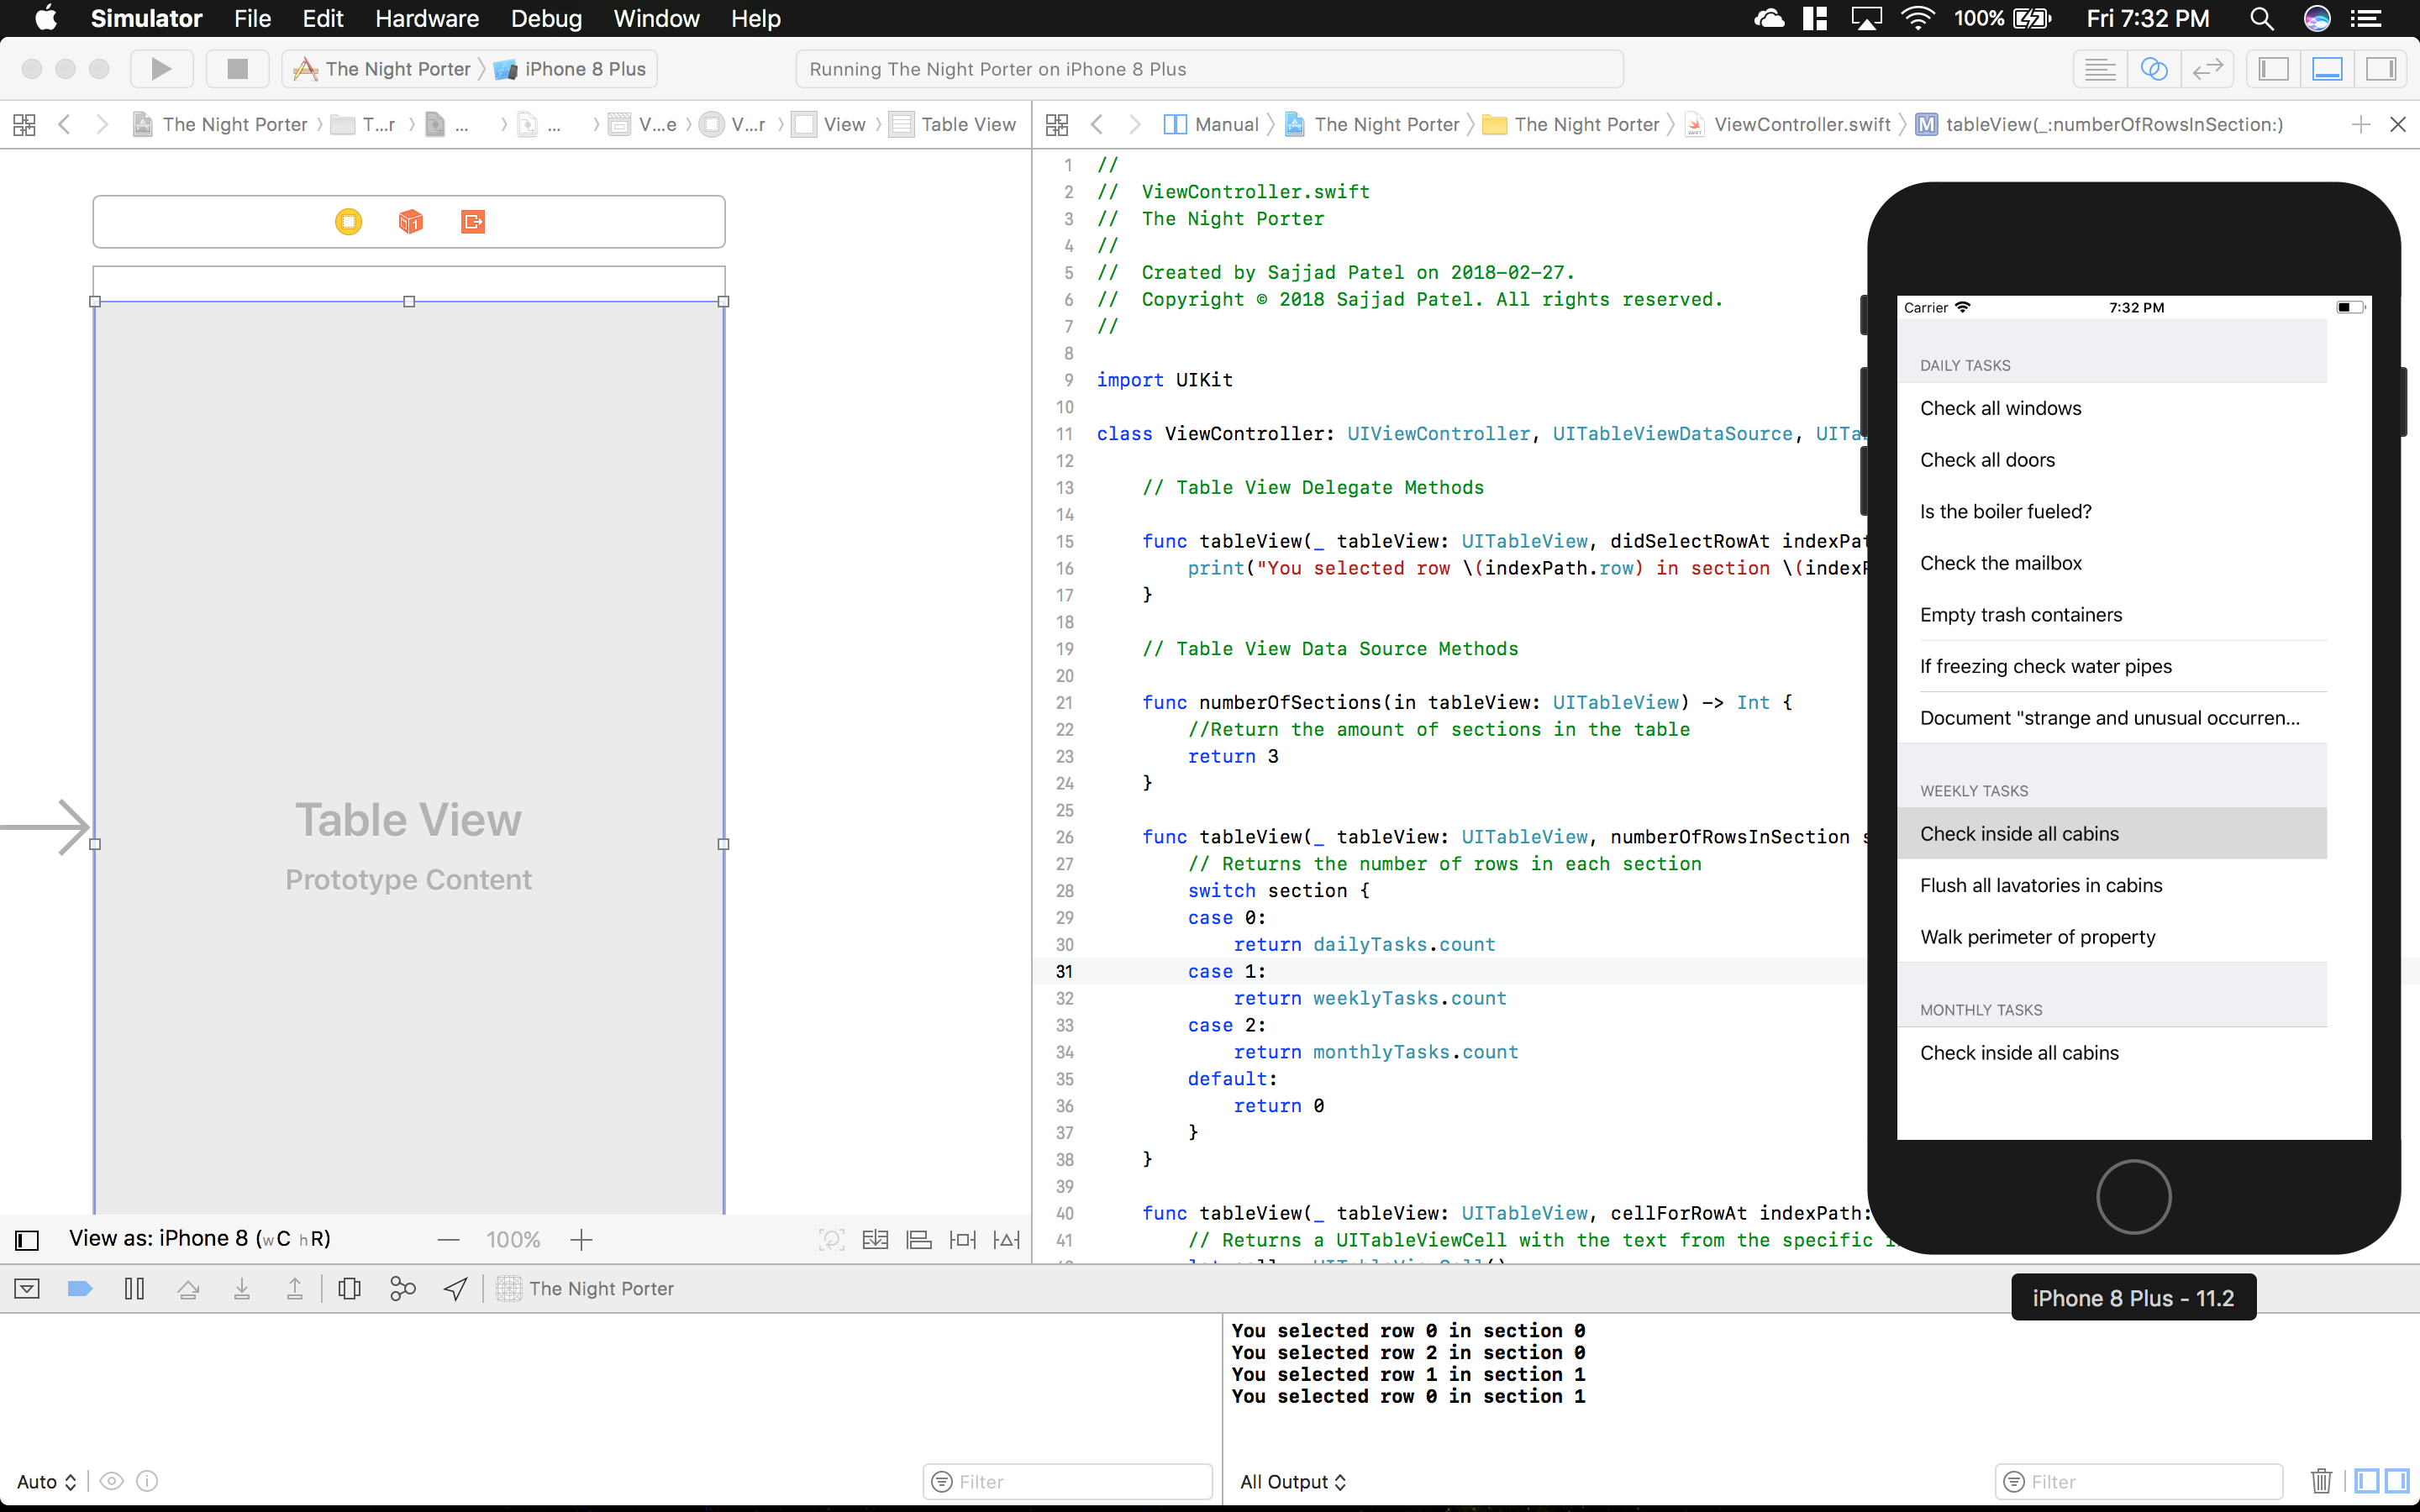 Simulator File Edit Hardware Debug Window Help 100% Fri 7:32 PM
The Night Porter iPhone 8 Plus Running The Night Porter on iPhone 8 Plus
The Night Porter T...r ... ... V...e V...r View Table View
Manual The Night Porter The Night Porter ViewController.swift M tableView(_:numberOfRowsInSection:)
Table View
Prototype Content
View as: iPhone 8 (wC hR) 100%
1 //
2 // ViewController.swift
3 // The Night Porter
4 //
5 // Created by Sajjad Patel on 2018-02-27.
6 // Copyright © 2018 Sajjad Patel. All rights reserved.
7 //
8
9 import UIKit
10
11 class ViewController: UIViewController, UITableViewDataSource, UITa
12
13 // Table View Delegate Methods
14
15 func tableView(_ tableView: UITableView, didSelectRowAt indexPat
16 print("You selected row \(indexPath.row) in section \(indexP
17 }
18
19 // Table View Data Source Methods
20
21 func numberOfSections(in tableView: UITableView) -> Int {
22 //Return the amount of sections in the table
23 return 3
24 }
25
26 func tableView(_ tableView: UITableView, numberOfRowsInSection s
27 // Returns the number of rows in each section
28 switch section {
29 case 0:
30 return dailyTasks.count
31 case 1:
32 return weeklyTasks.count
33 case 2:
34 return monthlyTasks.count
35 default:
36 return 0
37 }
38 }
39
40 func tableView(_ tableView: UITableView, cellForRowAt indexPath:
41 // Returns a UITableViewCell with the text from the specific
Carrier 7:32 PM
DAILY TASKS
Check all windows
Check all doors
Is the boiler fueled?
Check the mailbox
Empty trash containers
If freezing check water pipes
Document "strange and unusual occurren...
WEEKLY TASKS
Check inside all cabins
Flush all lavatories in cabins
Walk perimeter of property
MONTHLY TASKS
Check inside all cabins
iPhone 8 Plus - 11.2
The Night Porter
You selected row 0 in section 0
You selected row 2 in section 0
You selected row 1 in section 1
You selected row 0 in section 1
Auto Filter All Output Filter